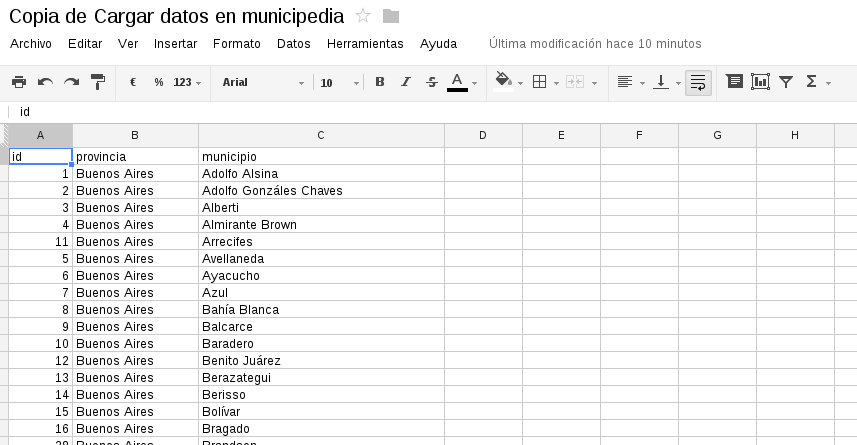 Copia de Cargar datos en municipedia
Archivo Editar Ver Insertar Formato Datos Herramientas Ayuda Última modificación hace 10 minutos
€ % 123 Arial 10 B I S A Σ
id
A B C D E F G H
id provincia municipio
1 Buenos Aires Adolfo Alsina
2 Buenos Aires Adolfo Gonzáles Chaves
3 Buenos Aires Alberti
4 Buenos Aires Almirante Brown
11 Buenos Aires Arrecifes
5 Buenos Aires Avellaneda
6 Buenos Aires Ayacucho
7 Buenos Aires Azul
8 Buenos Aires Bahía Blanca
9 Buenos Aires Balcarce
10 Buenos Aires Baradero
12 Buenos Aires Benito Juárez
13 Buenos Aires Berazategui
14 Buenos Aires Berisso
15 Buenos Aires Bolívar
16 Buenos Aires Bragado
Buenos Aires